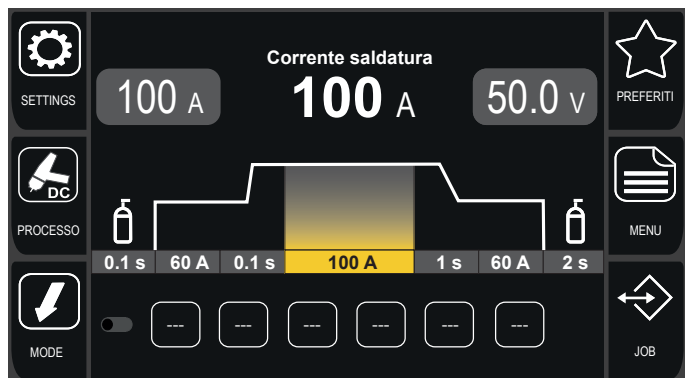 SETTINGS
PROCESSO
DC
MODE
Corrente saldatura
100 A
100 A
50.0 V
0.1 s 60 A 0.1 s 100 A 1 s 60 A 2 s
--- --- --- --- --- ---
PREFERITI
MENU
JOB